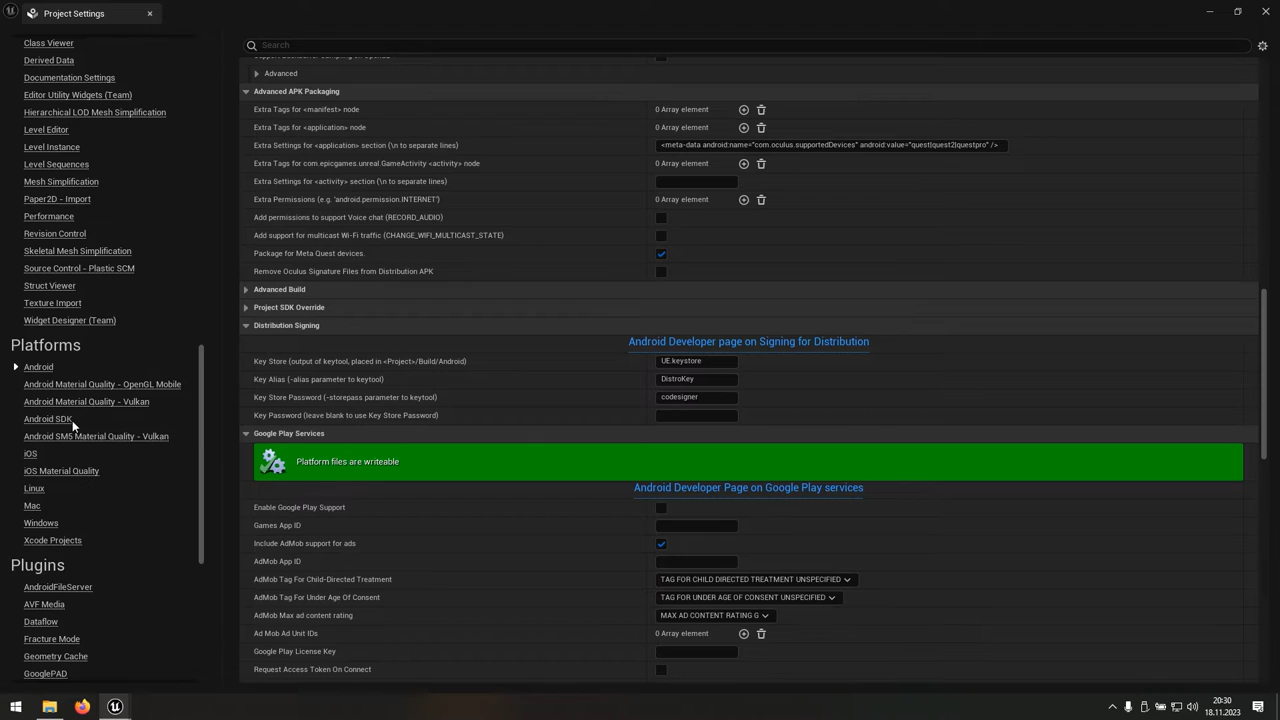 Project Settings
Search
Class Viewer
Derived Data
Documentation Settings
Editor Utility Widgets (Team)
Hierarchical LOD Mesh Simplification
Level Editor
Level Instance
Level Sequences
Mesh Simplification
Paper2D - Import
Performance
Revision Control
Skeletal Mesh Simplification
Source Control - Plastic SCM
Struct Viewer
Texture Import
Widget Designer (Team)
Platforms
Android
Android Material Quality - OpenGL Mobile
Android Material Quality - Vulkan
Android SDK
Android SM5 Material Quality - Vulkan
iOS
iOS Material Quality
Linux
Mac
Windows
Xcode Projects
Plugins
AndroidFileServer
AVF Media
Dataflow
Fracture Mode
Geometry Cache
GooglePAD
Advanced
Advanced APK Packaging
Extra Tags for <manifest> node 0 Array element
Extra Tags for <application> node 0 Array element
Extra Settings for <application> section (\n to separate lines) <meta-data android:name="com.oculus.supportedDevices" android:value="quest|quest2|questpro" />
Extra Tags for com.epicgames.unreal.GameActivity <activity> node 0 Array element
Extra Settings for <activity> section (\n to separate lines)
Extra Permissions (e.g. 'android.permission.INTERNET') 0 Array element
Add permissions to support Voice chat (RECORD_AUDIO)
Add support for multicast Wi-Fi traffic (CHANGE_WIFI_MULTICAST_STATE)
Package for Meta Quest devices.
Remove Oculus Signature Files from Distribution APK
Advanced Build
Project SDK Override
Distribution Signing
Android Developer page on Signing for Distribution
Key Store (output of keytool, placed in <Project>/Build/Android) UE.keystore
Key Alias (-alias parameter to keytool) DistroKey
Key Store Password (-storepass parameter to keytool) codesigner
Key Password (leave blank to use Key Store Password)
Google Play Services
Platform files are writeable
Android Developer Page on Google Play services
Enable Google Play Support
Games App ID
Include AdMob support for ads
AdMob App ID
AdMob Tag For Child-Directed Treatment TAG FOR CHILD DIRECTED TREATMENT UNSPECIFIED
AdMob Tag For Under Age Of Consent TAG FOR UNDER AGE OF CONSENT UNSPECIFIED
AdMob Max ad content rating MAX AD CONTENT RATING G
Ad Mob Ad Unit IDs 0 Array element
Google Play License Key
Request Access Token On Connect
20:30
18.11.2023